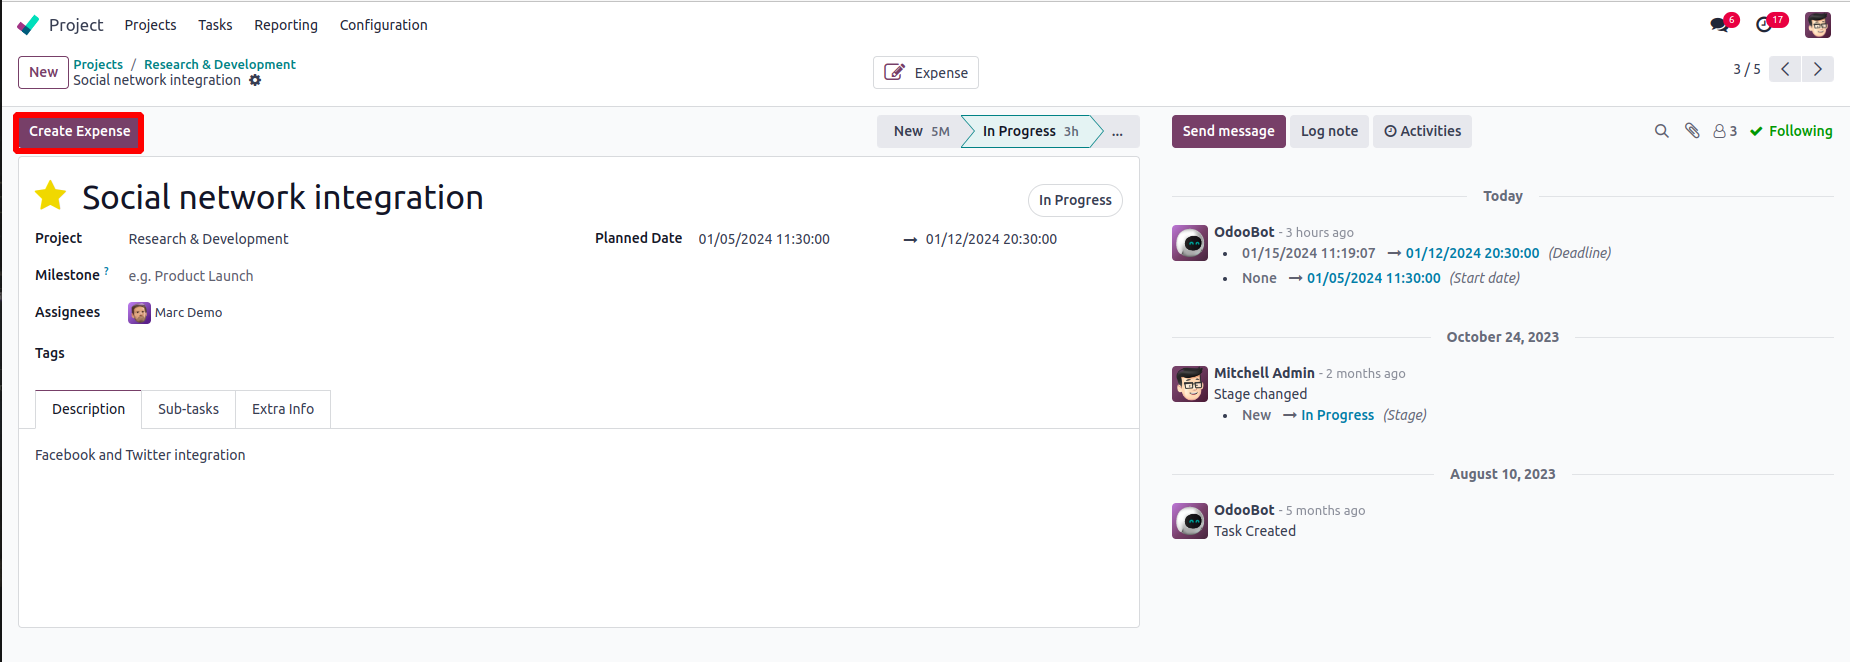 Project Projects Tasks Reporting Configuration 6 17
New Projects / Research & Development
Social network integration
Expense
3 / 5
Create Expense
New 5M In Progress 3h ...
Send message Log note Activities 3 Following
Social network integration
In Progress
Project Research & Development
Planned Date 01/05/2024 11:30:00 → 01/12/2024 20:30:00
Milestone ? e.g. Product Launch
Assignees Marc Demo
Tags
Description Sub-tasks Extra Info
Facebook and Twitter integration
Today
OdooBot - 3 hours ago
• 01/15/2024 11:19:07 → 01/12/2024 20:30:00 (Deadline)
• None → 01/05/2024 11:30:00 (Start date)
October 24, 2023
Mitchell Admin - 2 months ago
Stage changed
• New → In Progress (Stage)
August 10, 2023
OdooBot - 5 months ago
Task Created